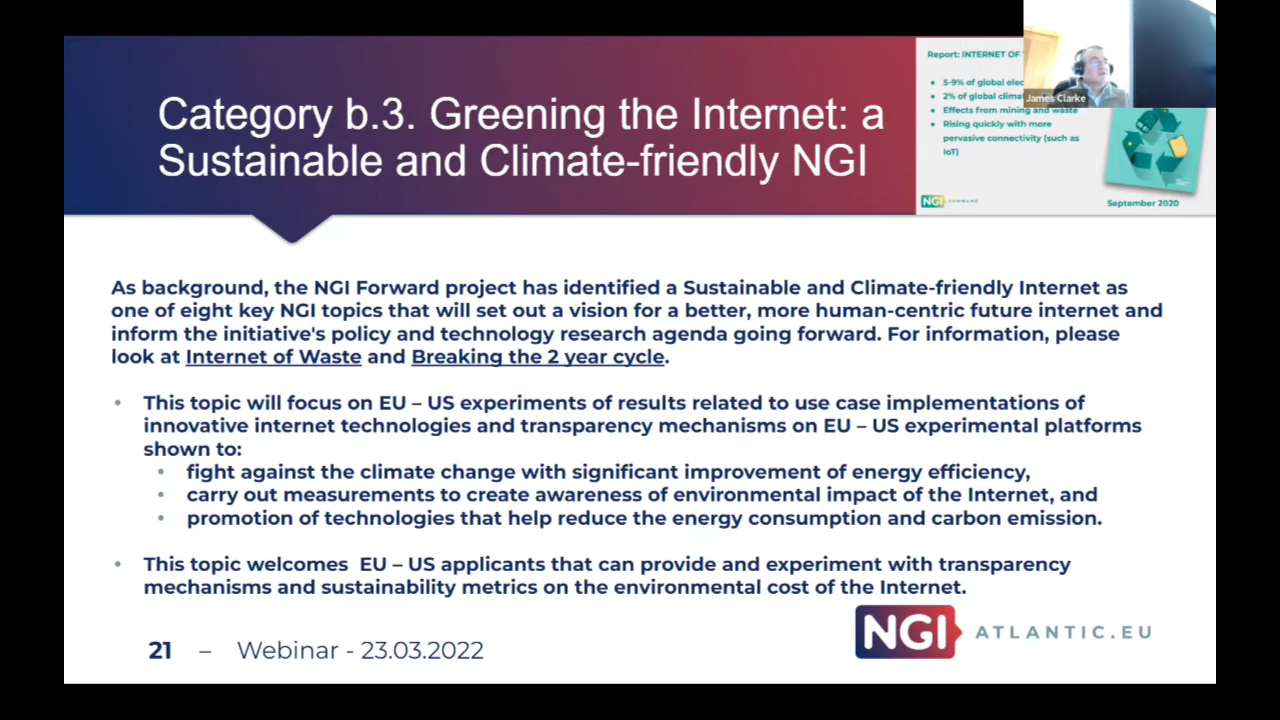 Category b.3. Greening the Internet: a
Sustainable and Climate-friendly NGI
Report: INTERNET OF
5-9% of global elec
2% of global clima
Effects from mining and waste
Rising quickly with more
pervasive connectivity (such as
IoT)
NGI FORWARD
September 2020
James Clarke
As background, the NGI Forward project has identified a Sustainable and Climate-friendly Internet as
one of eight key NGI topics that will set out a vision for a better, more human-centric future internet and
inform the initiative's policy and technology research agenda going forward. For information, please
look at Internet of Waste and Breaking the 2 year cycle.
• This topic will focus on EU – US experiments of results related to use case implementations of
innovative internet technologies and transparency mechanisms on EU – US experimental platforms
shown to:
• fight against the climate change with significant improvement of energy efficiency,
• carry out measurements to create awareness of environmental impact of the Internet, and
• promotion of technologies that help reduce the energy consumption and carbon emission.
• This topic welcomes EU – US applicants that can provide and experiment with transparency
mechanisms and sustainability metrics on the environmental cost of the Internet.
21 – Webinar - 23.03.2022
NGI ATLANTIC.EU